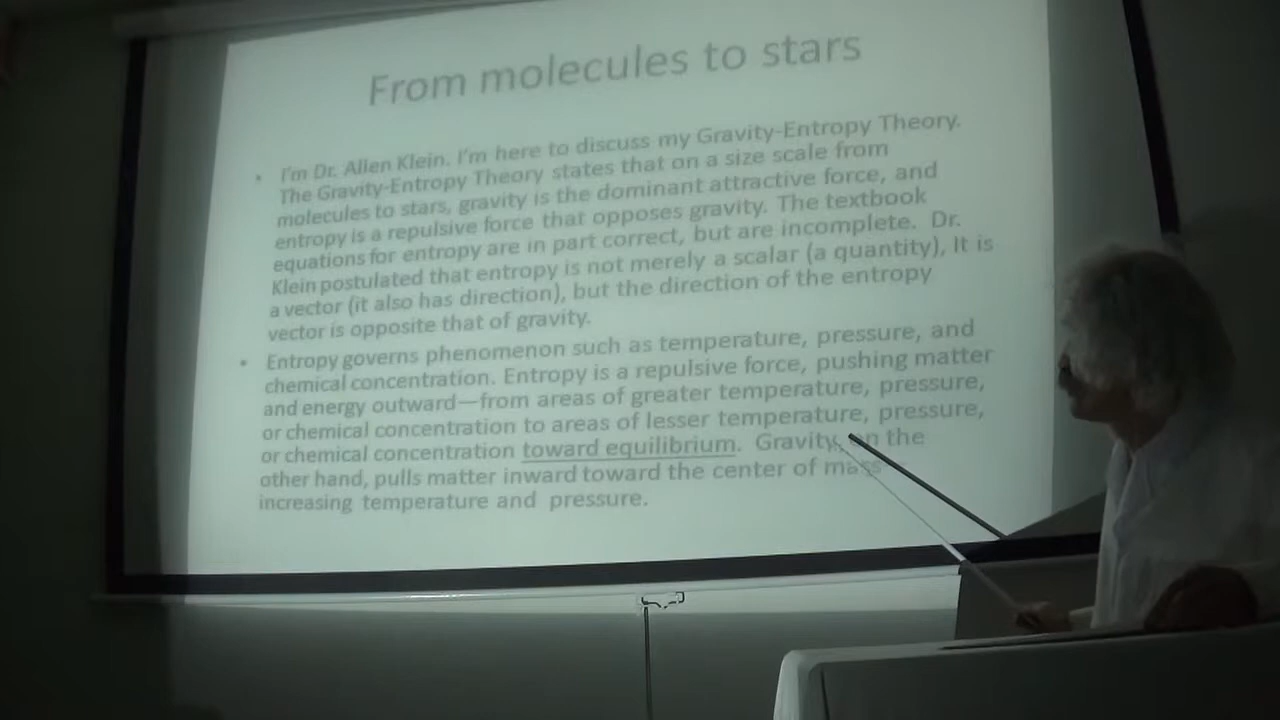 From molecules to stars
• I'm Dr. Allen Klein. I'm here to discuss my Gravity-Entropy Theory.
The Gravity-Entropy Theory states that on a size scale from
molecules to stars, gravity is the dominant attractive force, and
entropy is a repulsive force that opposes gravity. The textbook
equations for entropy are in part correct, but are incomplete. Dr.
Klein postulated that entropy is not merely a scalar (a quantity), It is
a vector (it also has direction), but the direction of the entropy
vector is opposite that of gravity.
• Entropy governs phenomenon such as temperature, pressure, and
chemical concentration. Entropy is a repulsive force, pushing matter
and energy outward—from areas of greater temperature, pressure,
or chemical concentration to areas of lesser temperature, pressure,
or chemical concentration toward equilibrium. Gravity, on the
other hand, pulls matter inward toward the center of mass
increasing temperature and pressure.